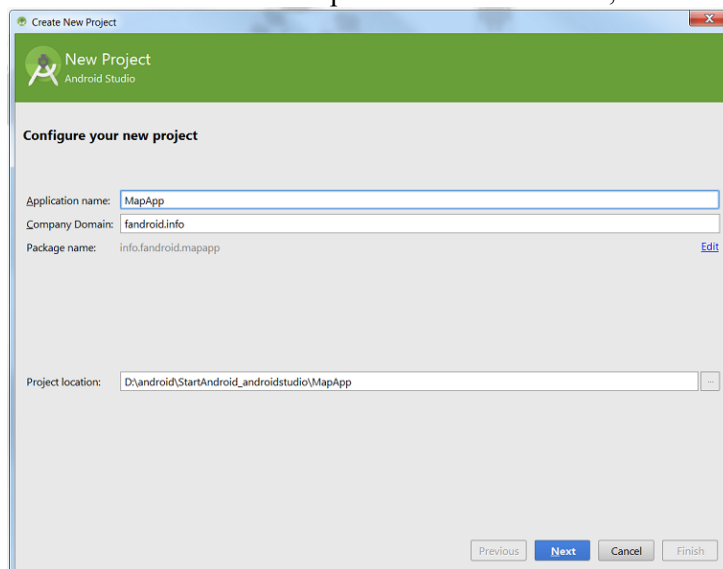 Create New Project
X
New Project
Android Studio
Configure your new project
Application name: MapApp
Company Domain: fandroid.info
Package name: info.fandroid.mapapp Edit
Project location: D:\android\StartAndroid_androidstudio\MapApp ...
Previous Next Cancel Finish